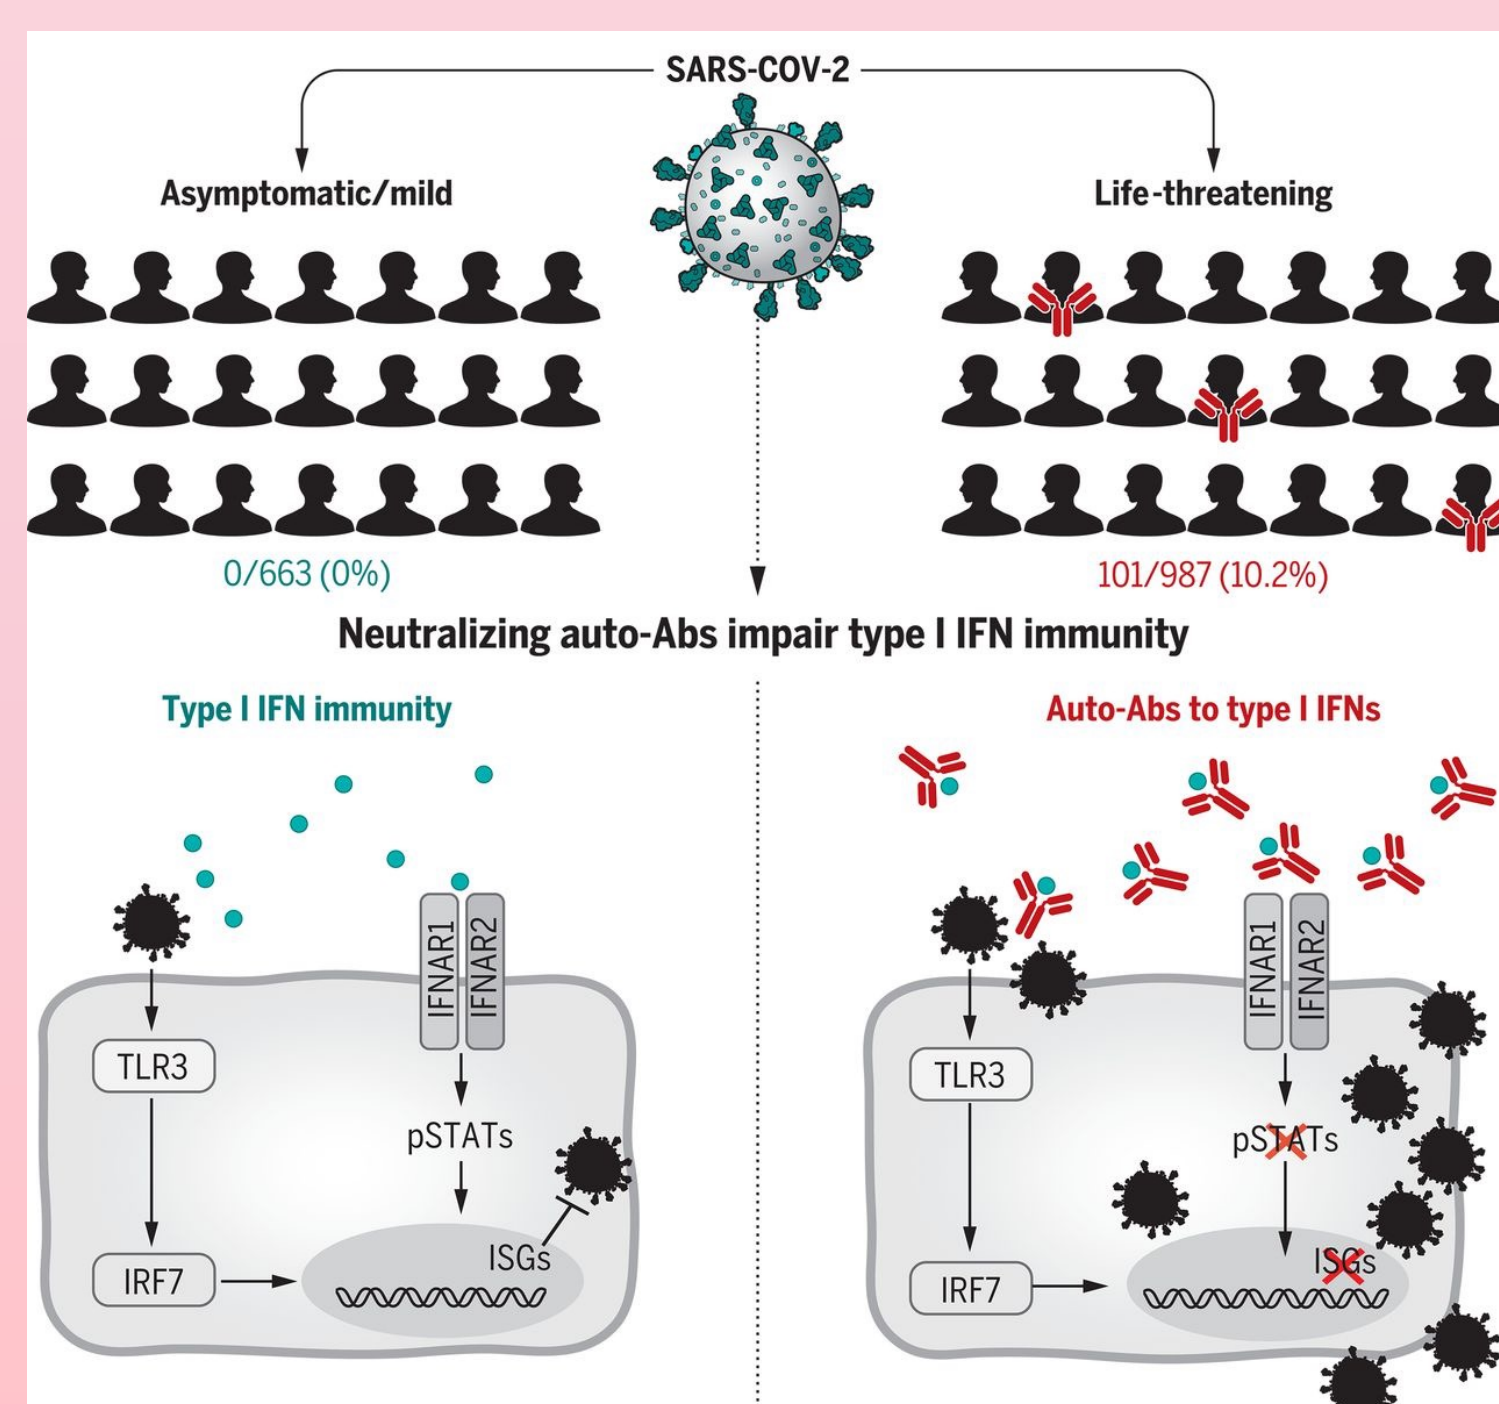 SARS-COV-2
Asymptomatic/mild
Life-threatening
0/663 (0%)
101/987 (10.2%)
Neutralizing auto-Abs impair type I IFN immunity
Type I IFN immunity
IFNAR1
IFNAR2
TLR3
pSTATs
ISGs
IRF7
Auto-Abs to type I IFNs
IFNAR1
IFNAR2
TLR3
pSTATs
ISGs
IRF7